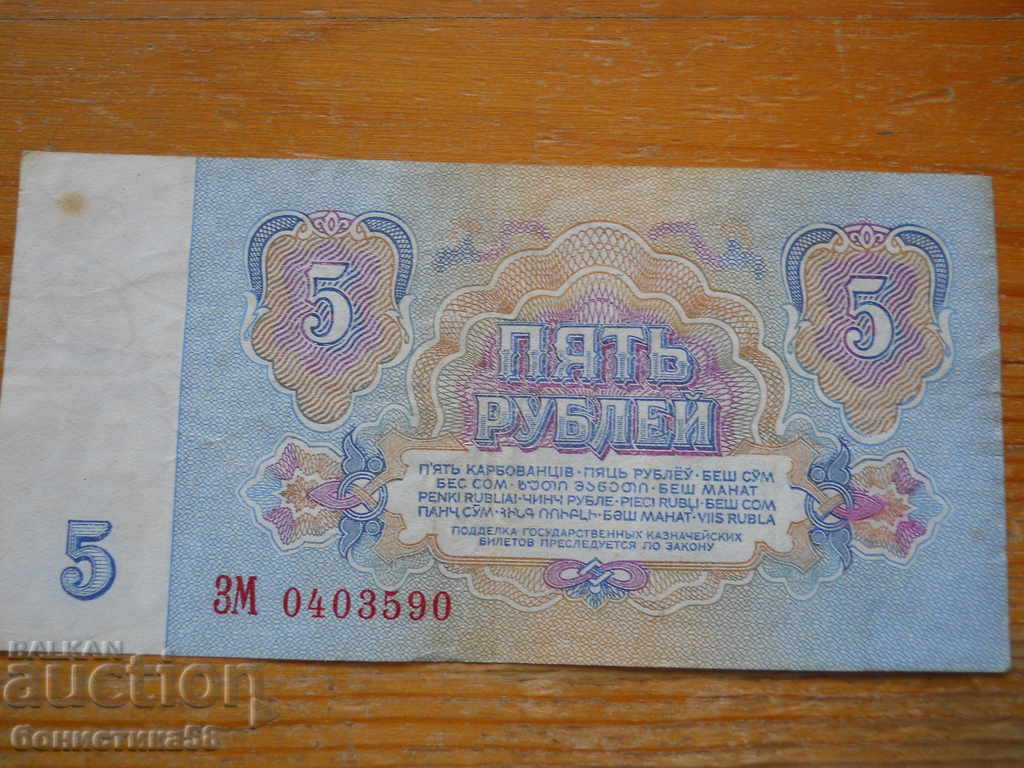 5
5
ПЯТЬ
РУБЛЕЙ
П'ЯТЬ КАРБОВАНЦІВ · ПЯЦЬ РУБЛЁЎ · БЕШ СЎМ
БЕС СОМ · ᲮᲣᲗᲘ ᲛᲐᲜᲔᲗᲘ · БЕШ МАНАТ
PENKI RUBLIAI · ЧИНЧ РУБЛЕ · PIECI RUBĻI · БЕШ СОМ
ПАНҶ СЎМ · ՀԻՆԳ ՌՈՒԲԼԻ · БӘШ МАНАТ · VIIS RUBLA
ПОДДЕЛКА ГОСУДАРСТВЕННЫХ КАЗНАЧЕЙСКИХ
БИЛЕТОВ ПРЕСЛЕДУЕТСЯ ПО ЗАКОНУ
5
ЗМ 0403590
BALKAN
auction
бонистика58